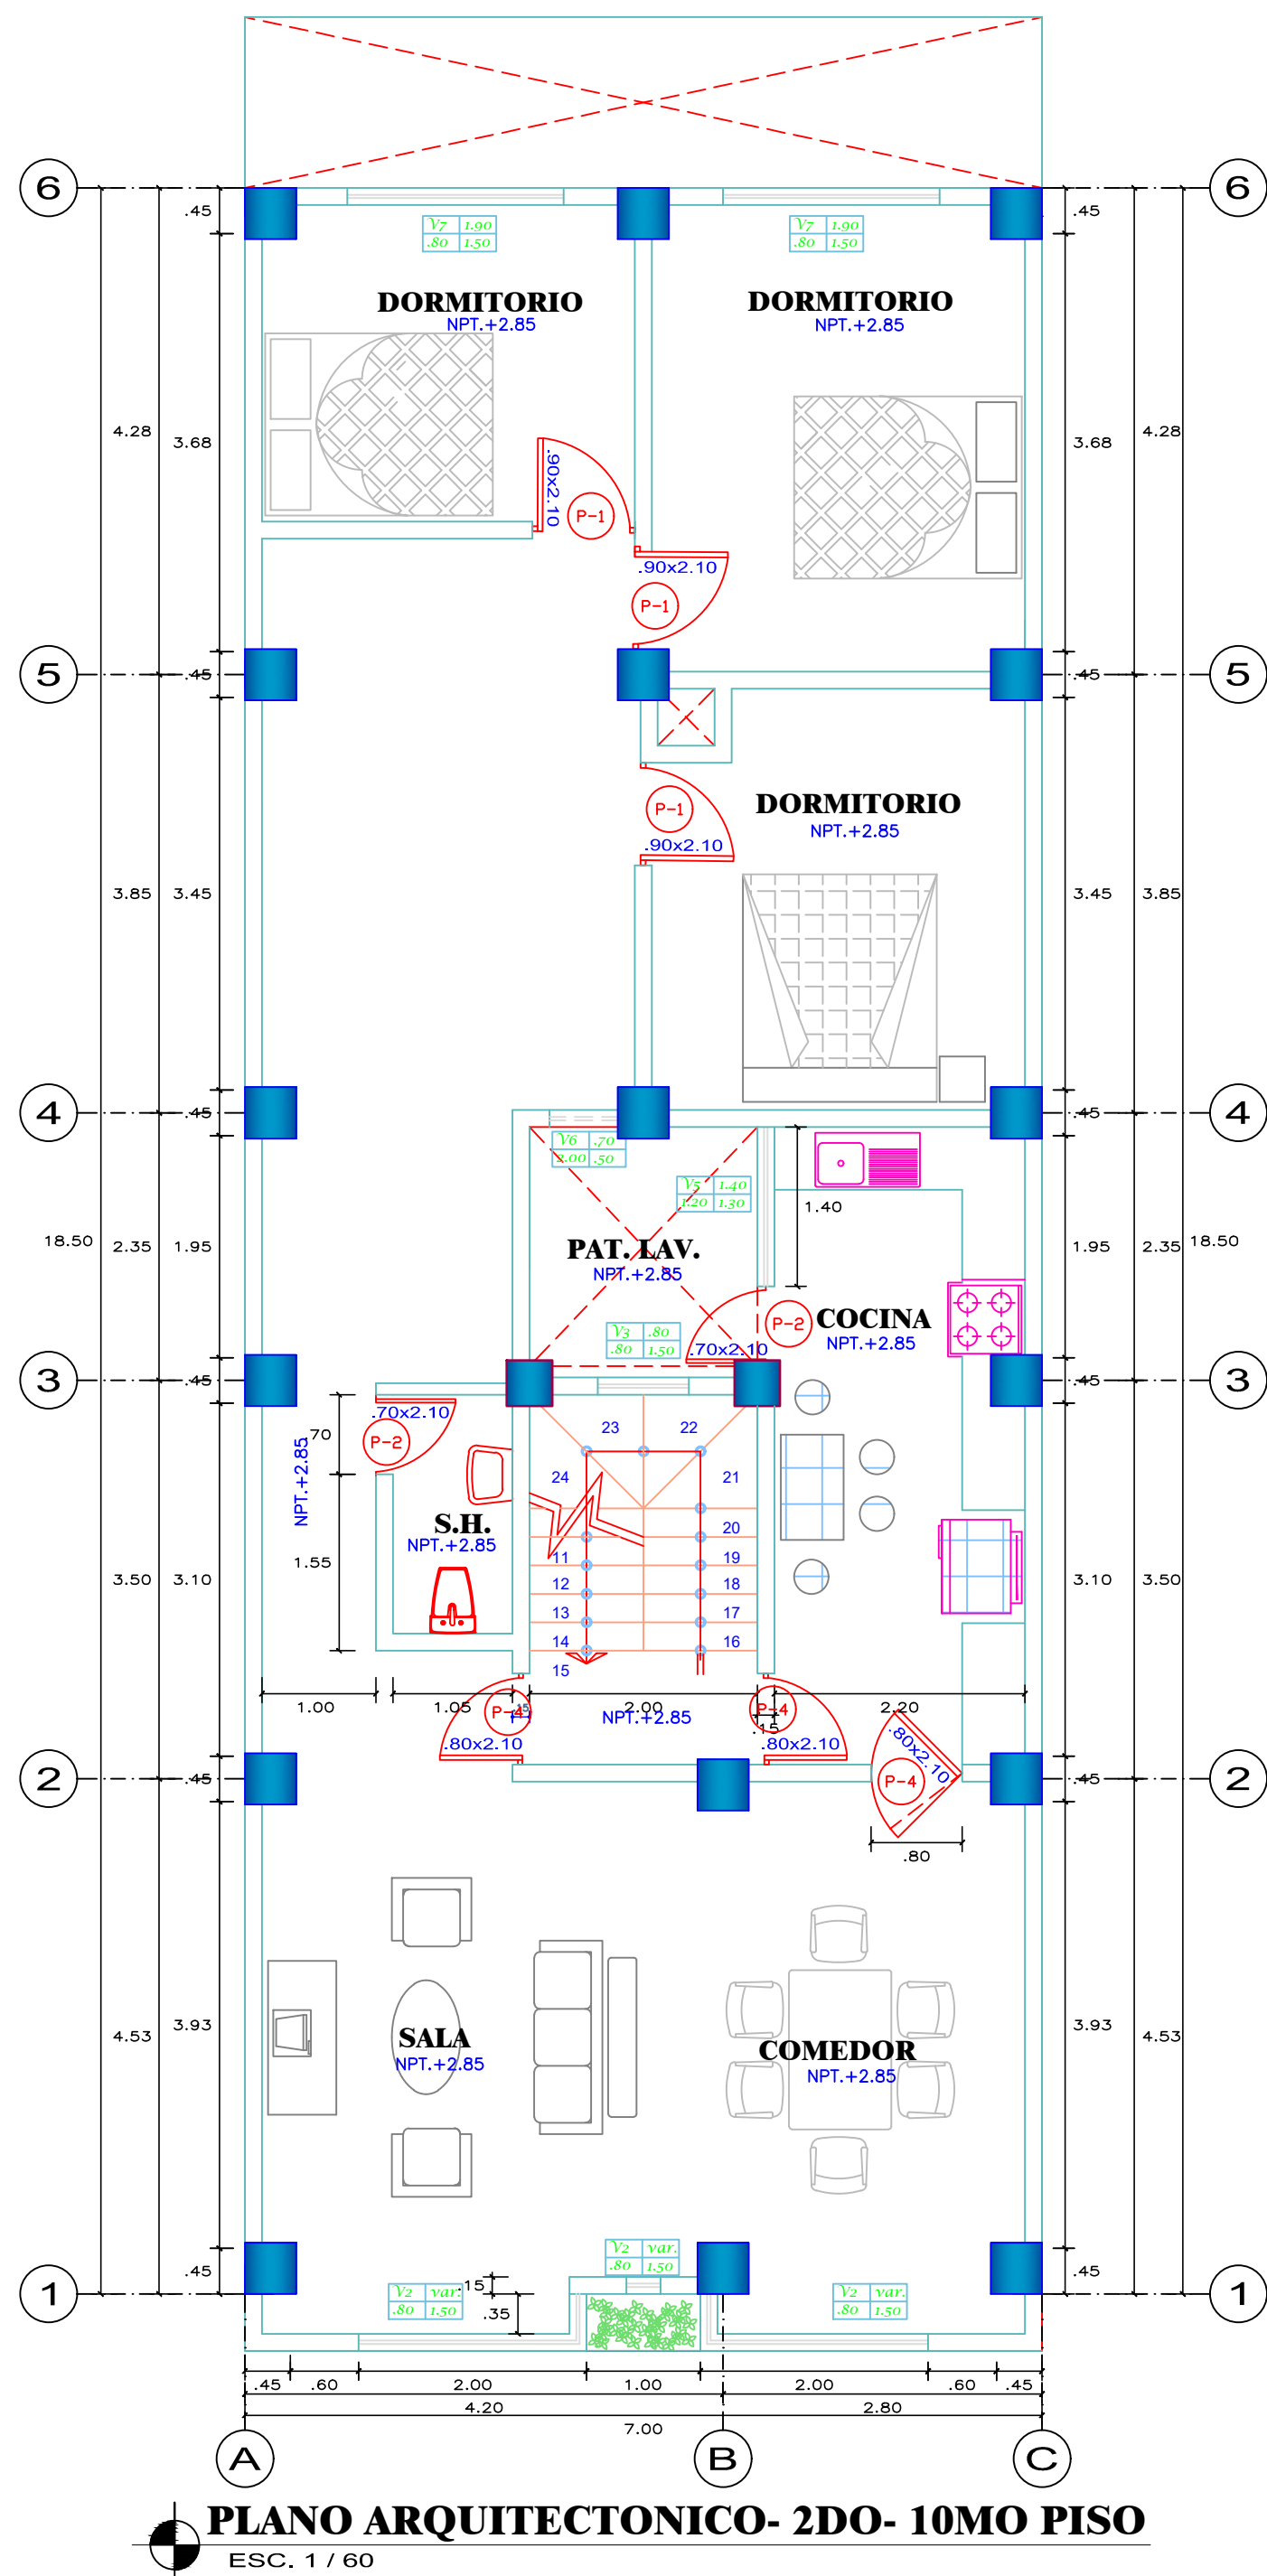 6
6
.45
.45
V7 1.90
.80 1.50
V7 1.90
.80 1.50
DORMITORIO
NPT.+2.85
DORMITORIO
NPT.+2.85
4.28
3.68
3.68
4.28
.90x2.10
P-1
.90x2.10
P-1
5
.45
.45
5
P-1
.90x2.10
DORMITORIO
NPT.+2.85
3.85
3.45
3.45
3.85
4
.45
.45
4
V6 .70
2.00 .50
V5 1.40
1.20 1.30
1.40
18.50
2.35
1.95
PAT. LAV.
NPT.+2.85
1.95
2.35
18.50
COCINA
NPT.+2.85
P-2
.70x2.10
V3 .80
.80 1.50
3
.45
.45
3
.70x2.10
P-2
.70
NPT.+2.85
23
22
24
21
S.H.
NPT.+2.85
20
11
19
1.55
12
18
13
17
14
16
15
3.50
3.10
3.10
3.50
1.00
1.05
.15
2.00
.15
2.20
NPT.+2.85
P-4
.80x2.10
P-4
.80x2.10
P-4
.80x2.10
.80
2
.45
.45
2
4.53
3.93
SALA
NPT.+2.85
COMEDOR
NPT.+2.85
3.93
4.53
V2 var.
.80 1.50
V2 var.
.80 1.50
V2 var.
.80 1.50
.15
.35
1
.45
.45
1
.45
.60
2.00
1.00
2.00
.60
.45
4.20
2.80
7.00
A
B
C
PLANO ARQUITECTONICO- 2DO- 10MO PISO
ESC. 1 / 60